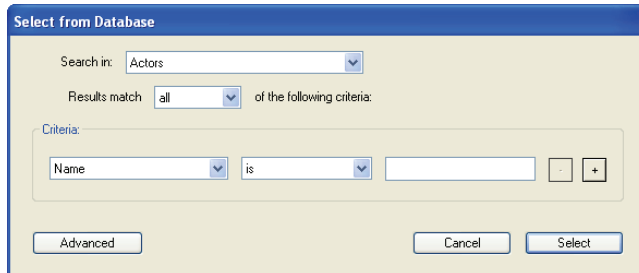 Select from Database
Search in: Actors
Results match all of the following criteria:
Criteria:
Name is - +
Advanced Cancel Select